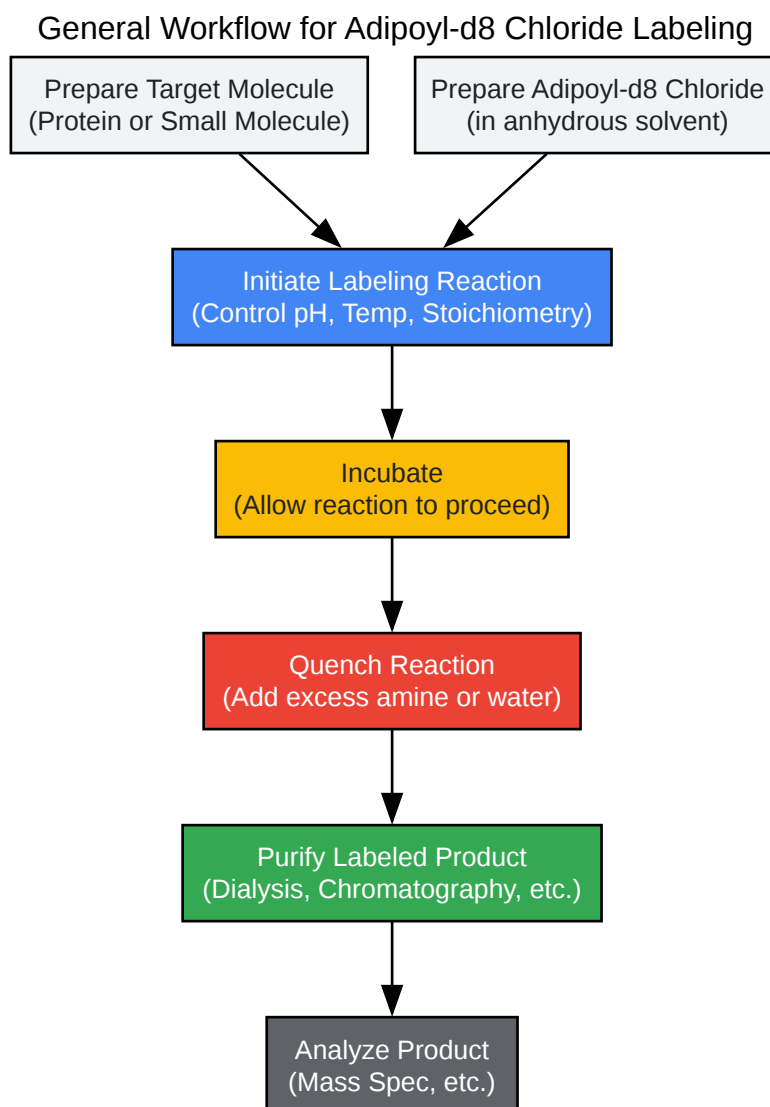 General Workflow for Adipoyl-d8 Chloride Labeling
Prepare Target Molecule
(Protein or Small Molecule)
Prepare Adipoyl-d8 Chloride
(in anhydrous solvent)
Initiate Labeling Reaction
(Control pH, Temp, Stoichiometry)
Incubate
(Allow reaction to proceed)
Quench Reaction
(Add excess amine or water)
Purify Labeled Product
(Dialysis, Chromatography, etc.)
Analyze Product
(Mass Spec, etc.)